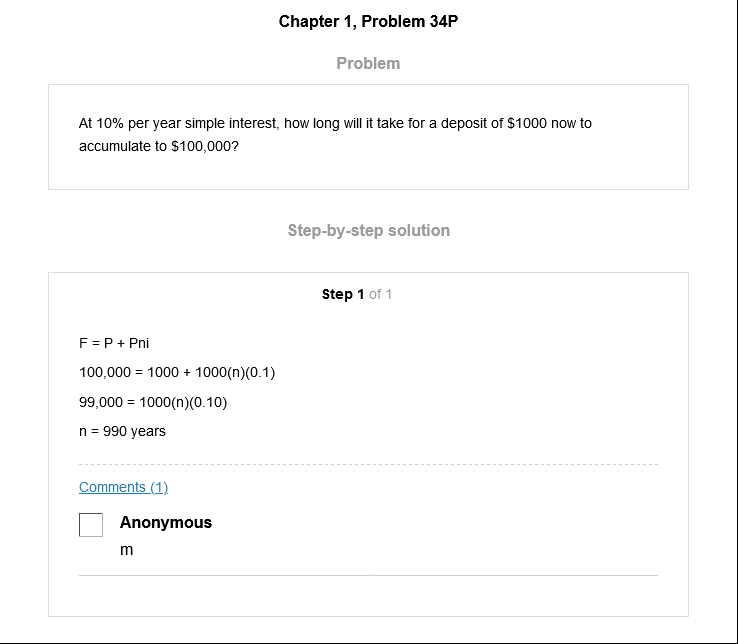 Chapter 1, Problem 34P
Problem
At 10% per year simple interest, how long will it take for a deposit of $1000 now to
accumulate to $100,000?
Step-by-step solution
Step 1 of 1
F = P + Pni
100,000 = 1000 + 1000(n)(0.1)
99,000 = 1000(n)(0.10)
n = 990 years
Comments (1)
Anonymous
m